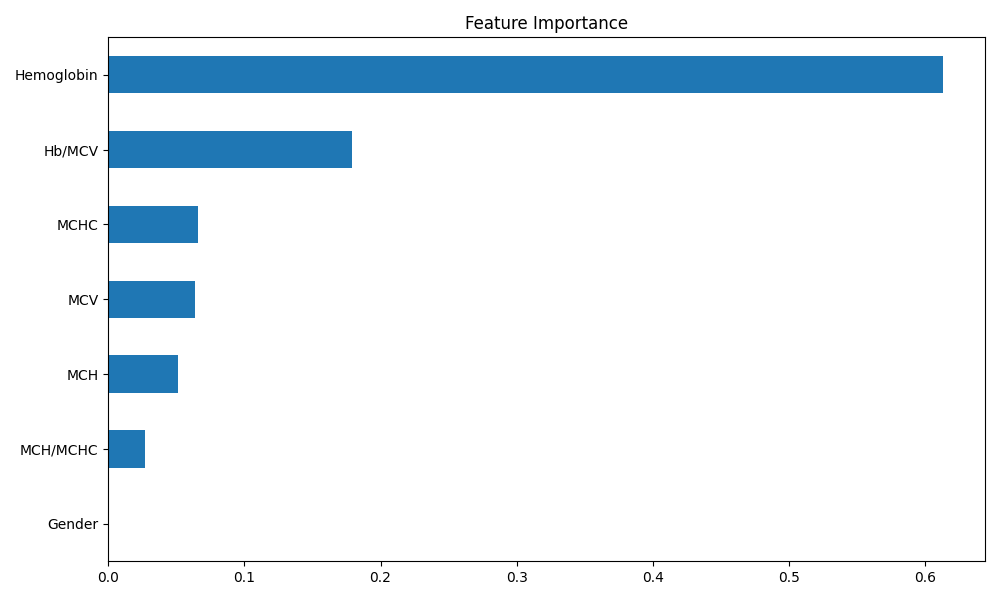 Feature Importance
Hemoglobin
Hb/MCV
MCHC
MCV
MCH
MCH/MCHC
Gender
0.0 0.1 0.2 0.3 0.4 0.5 0.6